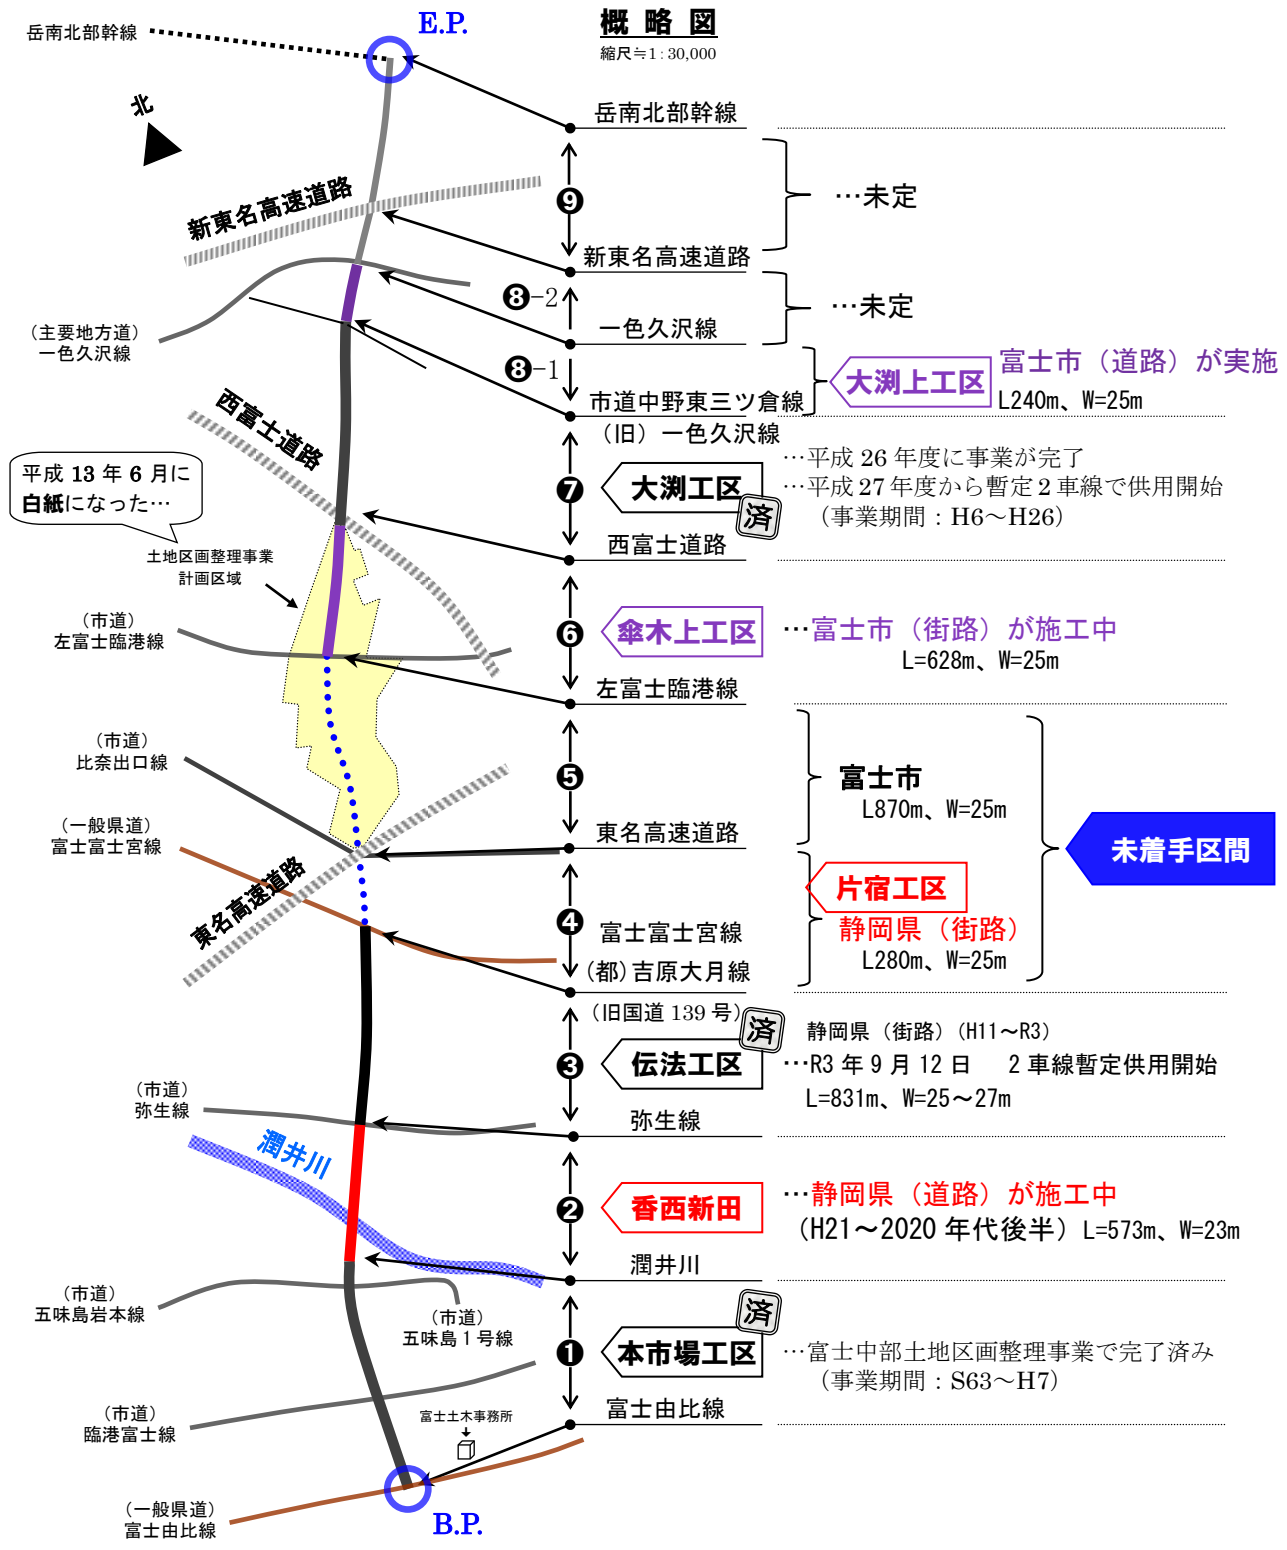 概 略 図
縮尺≒1:30,000
E.P.
岳南北部幹線
北
岳南北部幹線
❾
…未定
新東名高速道路
新東名高速道路
❽-2
…未定
(主要地方道)
一色久沢線
一色久沢線
❽-1
大渕上工区
富士市(道路)が実施
L240m、W=25m
市道中野東三ツ倉線
(旧)一色久沢線
西富士道路
平成 13 年 6 月に
白紙になった…
❼
大渕工区
済
…平成 26 年度に事業が完了
…平成 27 年度から暫定 2 車線で供用開始
(事業期間:H6～H26)
西富士道路
土地区画整理事業
計画区域
(市道)
左富士臨港線
❻
傘木上工区
…富士市(街路)が施工中
L=628m、W=25m
左富士臨港線
(市道)
比奈出口線
❺
富士市
L870m、W=25m
東名高速道路
未着手区間
(一般県道)
富士富士宮線
東名高速道路
❹
片宿工区
静岡県(街路)
L280m、W=25m
富士富士宮線
(都)吉原大月線
(旧国道 139 号)
❸
伝法工区
済
静岡県(街路)(H11～R3)
…R3 年 9 月 12 日 2 車線暫定供用開始
L=831m、W=25～27m
(市道)
弥生線
弥生線
潤井川
❷
香西新田
…静岡県(道路)が施工中
(H21～2020 年代後半) L=573m、W=23m
潤井川
(市道)
五味島岩本線
(市道)
五味島 1 号線
❶
本市場工区
済
…富士中部土地区画整理事業で完了済み
(事業期間:S63～H7)
富士由比線
(市道)
臨港富士線
富士土木事務所
(一般県道)
富士由比線
B.P.